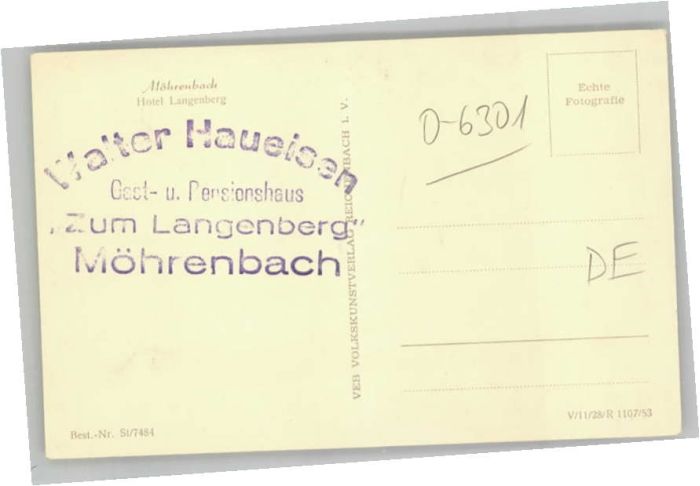 Möhrenbach
Hotel Langenberg
Walter Haueisen
Gast- u. Pensionshaus
„Zum Langenberg“
Möhrenbach
Best.-Nr. St/7484
VEB VOLKSKUNSTVERLAG REICHENBACH i. V.
Echte
Fotografie
O-6301
DE
V/11/28/R 1107/53